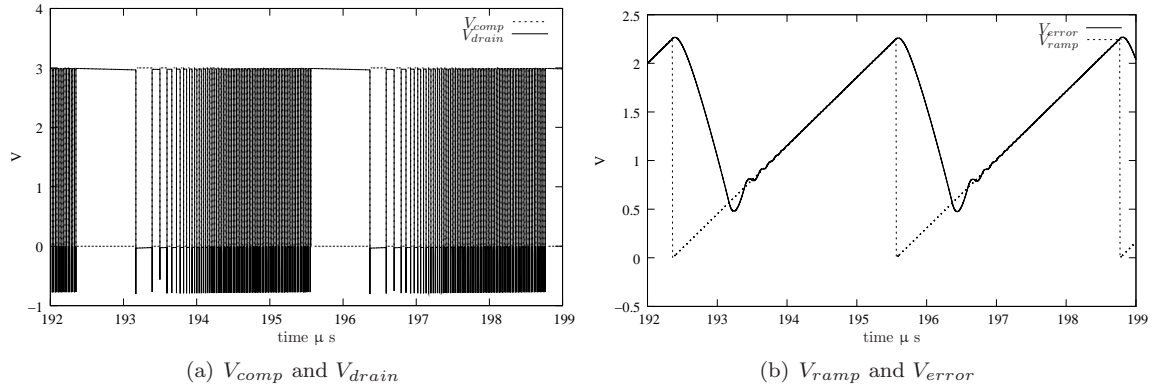 4
3
2
1
0
−1
V
192 193 194 195 196 197 198 199
time μ s
V_comp
V_drain
(a) V_comp and V_drain
2.5
2
1.5
1
0.5
0
−0.5
V
192 193 194 195 196 197 198 199
time μ s
V_error
V_ramp
(b) V_ramp and V_error